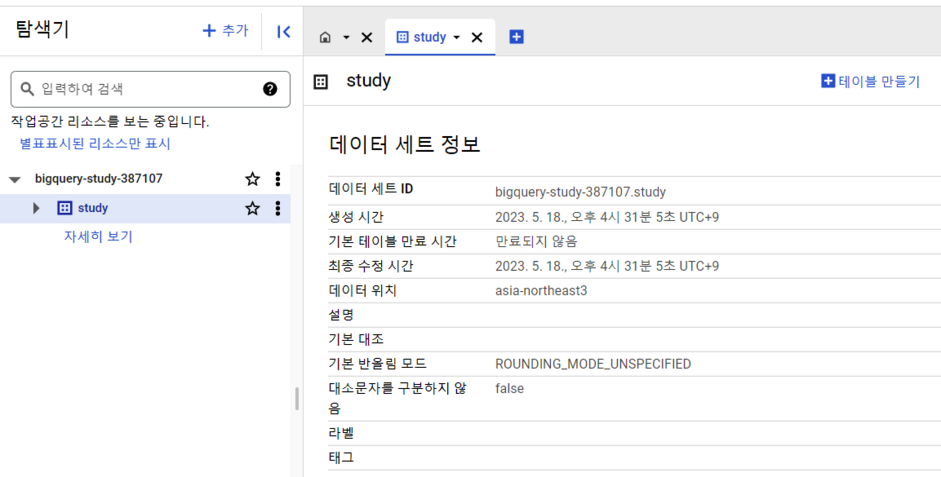 탐색기
+ 추가
study
study
테이블 만들기
입력하여 검색
작업공간 리소스를 보는 중입니다.
별표표시된 리소스만 표시
bigquery-study-387107
study
자세히 보기
데이터 세트 정보
데이터 세트 ID bigquery-study-387107.study
생성 시간 2023. 5. 18., 오후 4시 31분 5초 UTC+9
기본 테이블 만료 시간 만료되지 않음
최종 수정 시간 2023. 5. 18., 오후 4시 31분 5초 UTC+9
데이터 위치 asia-northeast3
설명
기본 대조
기본 반올림 모드 ROUNDING_MODE_UNSPECIFIED
대소문자를 구분하지 않 false
음
라벨
태그